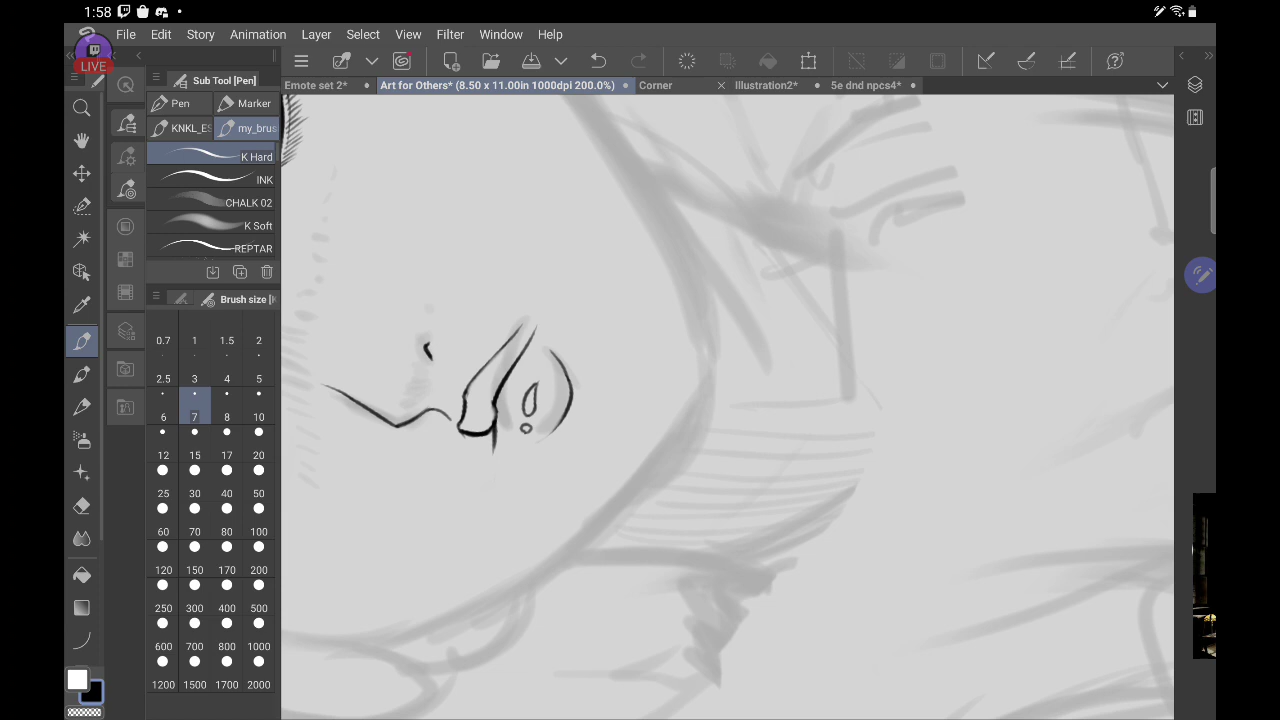 1:58
File Edit Story Animation Layer Select View Filter Window Help
LIVE
Sub Tool [Pen]
Emote set 2* Art for Others* (8.50 x 11.00in 1000dpi 200.0%) Corner Illustration2* 5e dnd npcs4*
Pen Marker
KNKL_ES my_brus
K Hard
INK
CHALK 02
K Soft
REPTAR
Brush size [
0.7 1 1.5 2
2.5 3 4 5
6 7 8 10
12 15 17 20
25 30 40 50
60 70 80 100
120 150 170 200
250 300 400 500
600 700 800 1000
1200 1500 1700 2000